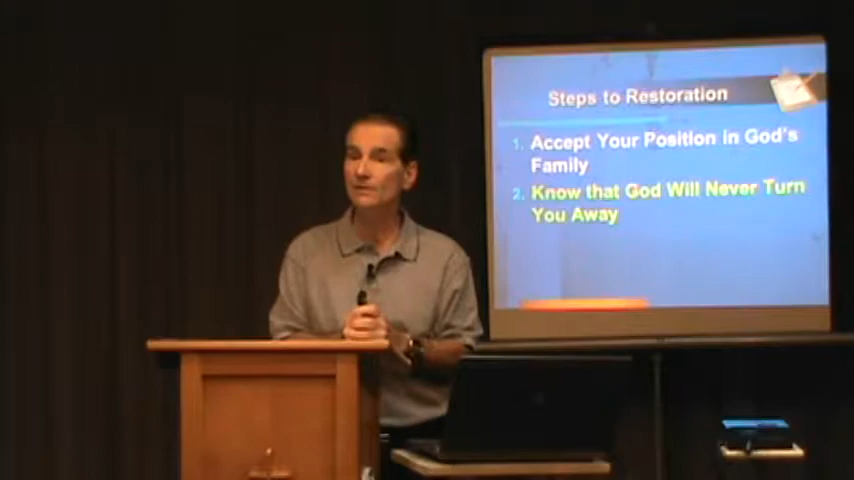 Steps to Restoration
1. Accept Your Position in God's
Family
2. Know that God Will Never Turn
You Away